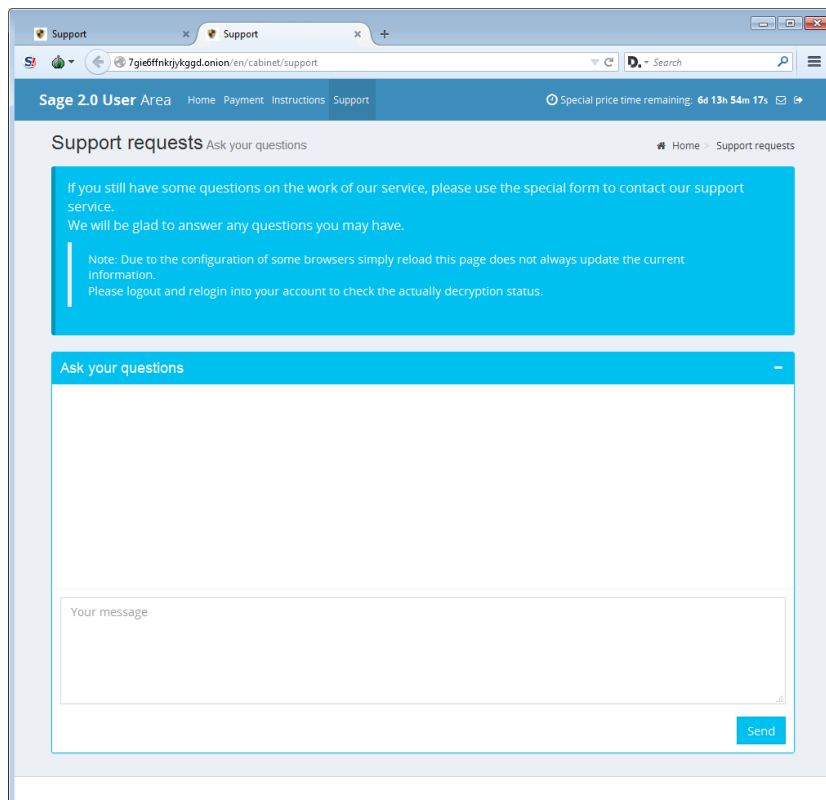 Support
Support
7gie6ffnkrjykggd.onion/en/cabinet/support
Search
Sage 2.0 User Area Home Payment Instructions Support Special price time remaining: 6d 13h 54m 17s
Support requests Ask your questions Home > Support requests
If you still have some questions on the work of our service, please use the special form to contact our support
service.
We will be glad to answer any questions you may have.
Note: Due to the configuration of some browsers simply reload this page does not always update the current
information.
Please logout and relogin into your account to check the actually decryption status.
Ask your questions
Your message
Send